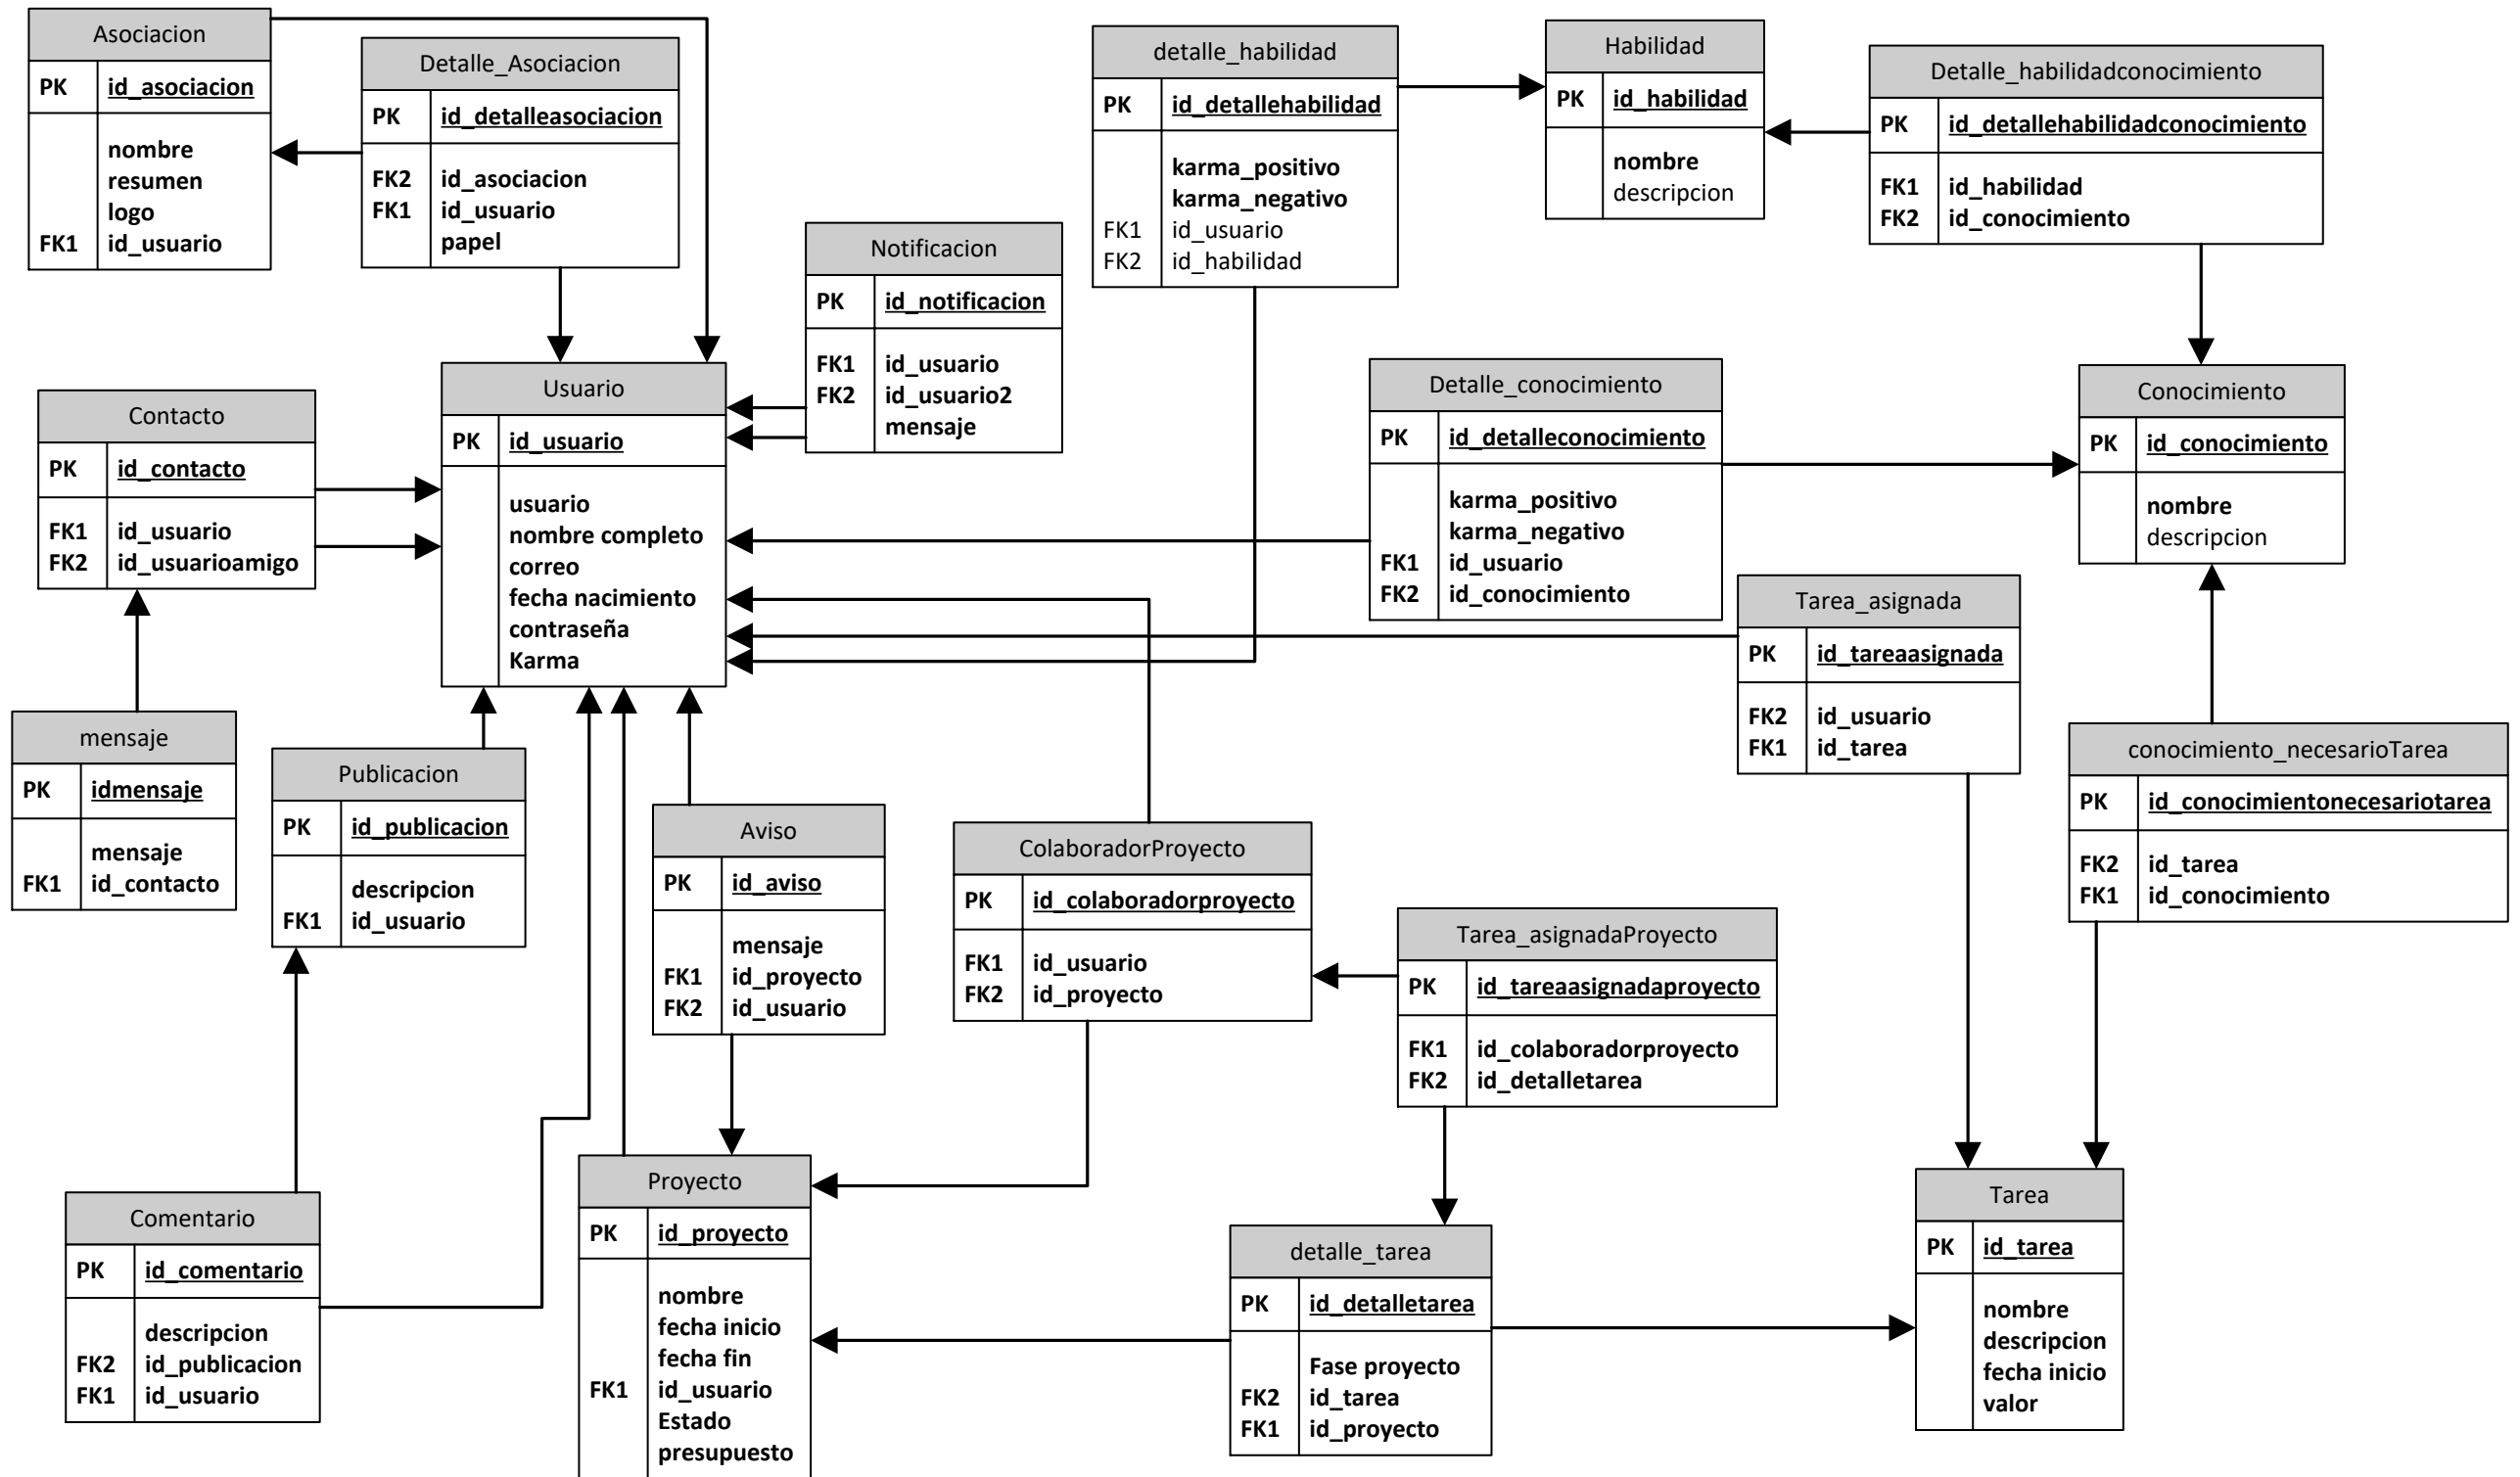 Asociacion
PK id_asociacion
nombre
resumen
logo
FK1 id_usuario
Detalle_Asociacion
PK id_detalleasociacion
FK2 id_asociacion
FK1 id_usuario
papel
Notificacion
PK id_notificacion
FK1 id_usuario
FK2 id_usuario2
mensaje
detalle_habilidad
PK id_detallehabilidad
karma_positivo
karma_negativo
FK1 id_usuario
FK2 id_habilidad
Habilidad
PK id_habilidad
nombre
descripcion
Detalle_habilidadconocimiento
PK id_detallehabilidadconocimiento
FK1 id_habilidad
FK2 id_conocimiento
Contacto
PK id_contacto
FK1 id_usuario
FK2 id_usuarioamigo
Usuario
PK id_usuario
usuario
nombre completo
correo
fecha nacimiento
contraseña
Karma
Detalle_conocimiento
PK id_detalleconocimiento
karma_positivo
karma_negativo
FK1 id_usuario
FK2 id_conocimiento
Conocimiento
PK id_conocimiento
nombre
descripcion
Tarea_asignada
PK id_tareaasignada
FK2 id_usuario
FK1 id_tarea
mensaje
PK idmensaje
mensaje
FK1 id_contacto
Publicacion
PK id_publicacion
descripcion
FK1 id_usuario
Aviso
PK id_aviso
mensaje
FK1 id_proyecto
FK2 id_usuario
ColaboradorProyecto
PK id_colaboradorproyecto
FK1 id_usuario
FK2 id_proyecto
Tarea_asignadaProyecto
PK id_tareaasignadaproyecto
FK1 id_colaboradorproyecto
FK2 id_detalletarea
conocimiento_necesarioTarea
PK id_conocimientonecesariotarea
FK2 id_tarea
FK1 id_conocimiento
Comentario
PK id_comentario
descripcion
FK2 id_publicacion
FK1 id_usuario
Proyecto
PK id_proyecto
nombre
fecha inicio
fecha fin
FK1 id_usuario
Estado
presupuesto
detalle_tarea
PK id_detalletarea
Fase proyecto
FK2 id_tarea
FK1 id_proyecto
Tarea
PK id_tarea
nombre
descripcion
fecha inicio
valor